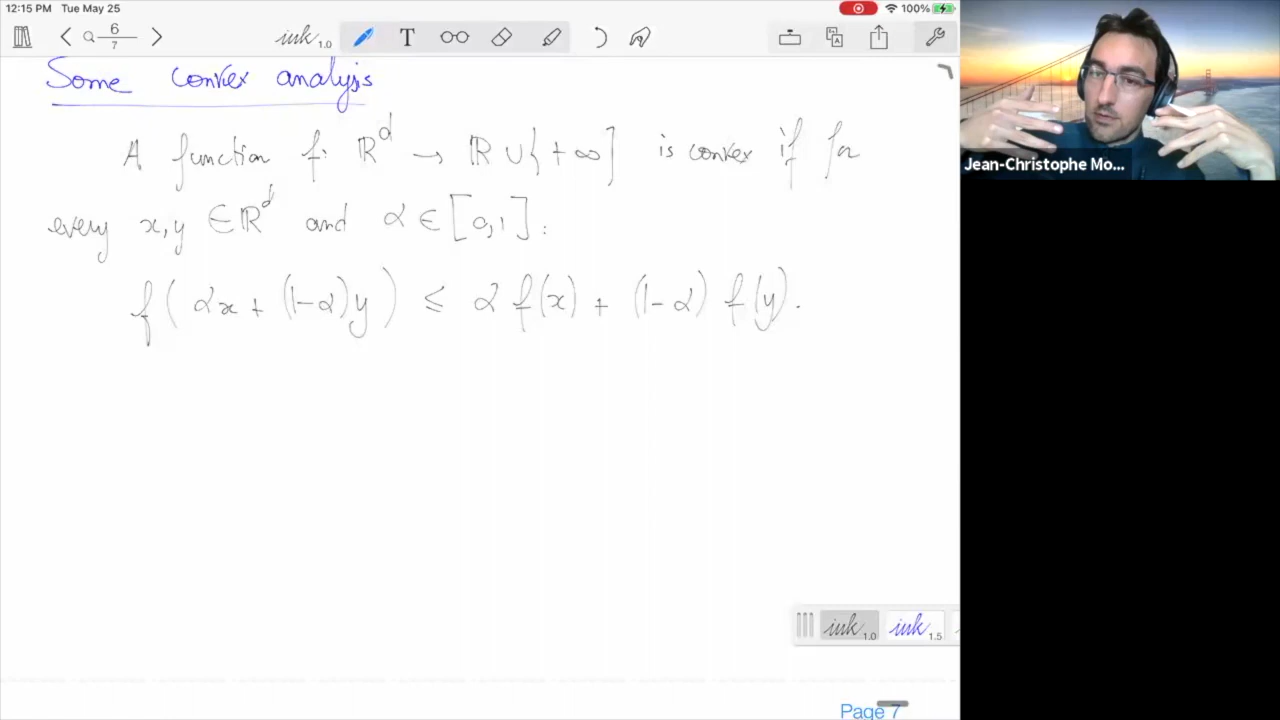 12:15 PM Tue May 25
100%
6
7
ink 1.0
T
Some convex analysis
A function f: ℝ^d → ℝ ∪ {+∞} is convex if for
every x, y ∈ ℝ^d and α ∈ [0,1]:
f(αx + (1-α)y) ≤ α f(x) + (1-α) f(y).
Jean-Christophe Mo...
ink 1.0 ink 1.5
Page 7